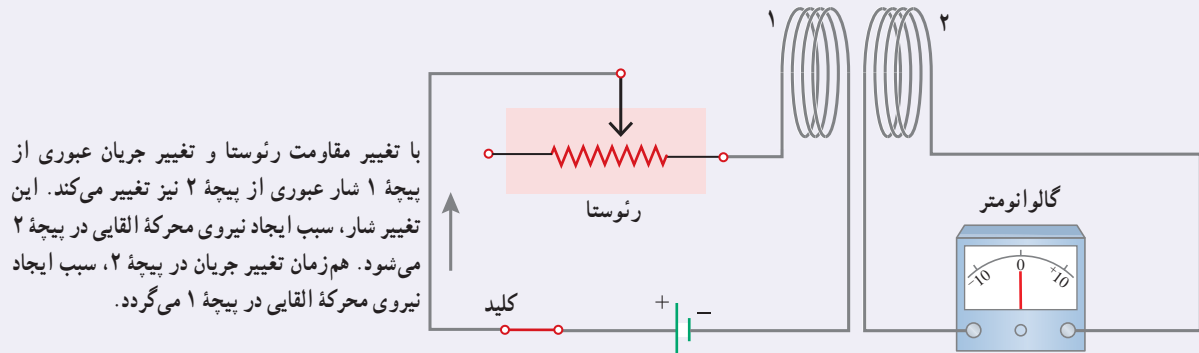 ۱
۲
با تغییر مقاومت رئوستا و تغییر جریان عبوری از
پیچهٔ ۱ شار عبوری از پیچهٔ ۲ نیز تغییر می‌کند. این
تغییر شار، سبب ایجاد نیروی محرکهٔ القایی در پیچهٔ ۲
می‌شود. هم‌زمان تغییر جریان در پیچهٔ ۲، سبب ایجاد
نیروی محرکهٔ القایی در پیچهٔ ۱ می‌گردد.
رئوستا
گالوانومتر
-10 0 +10
کلید
+ −